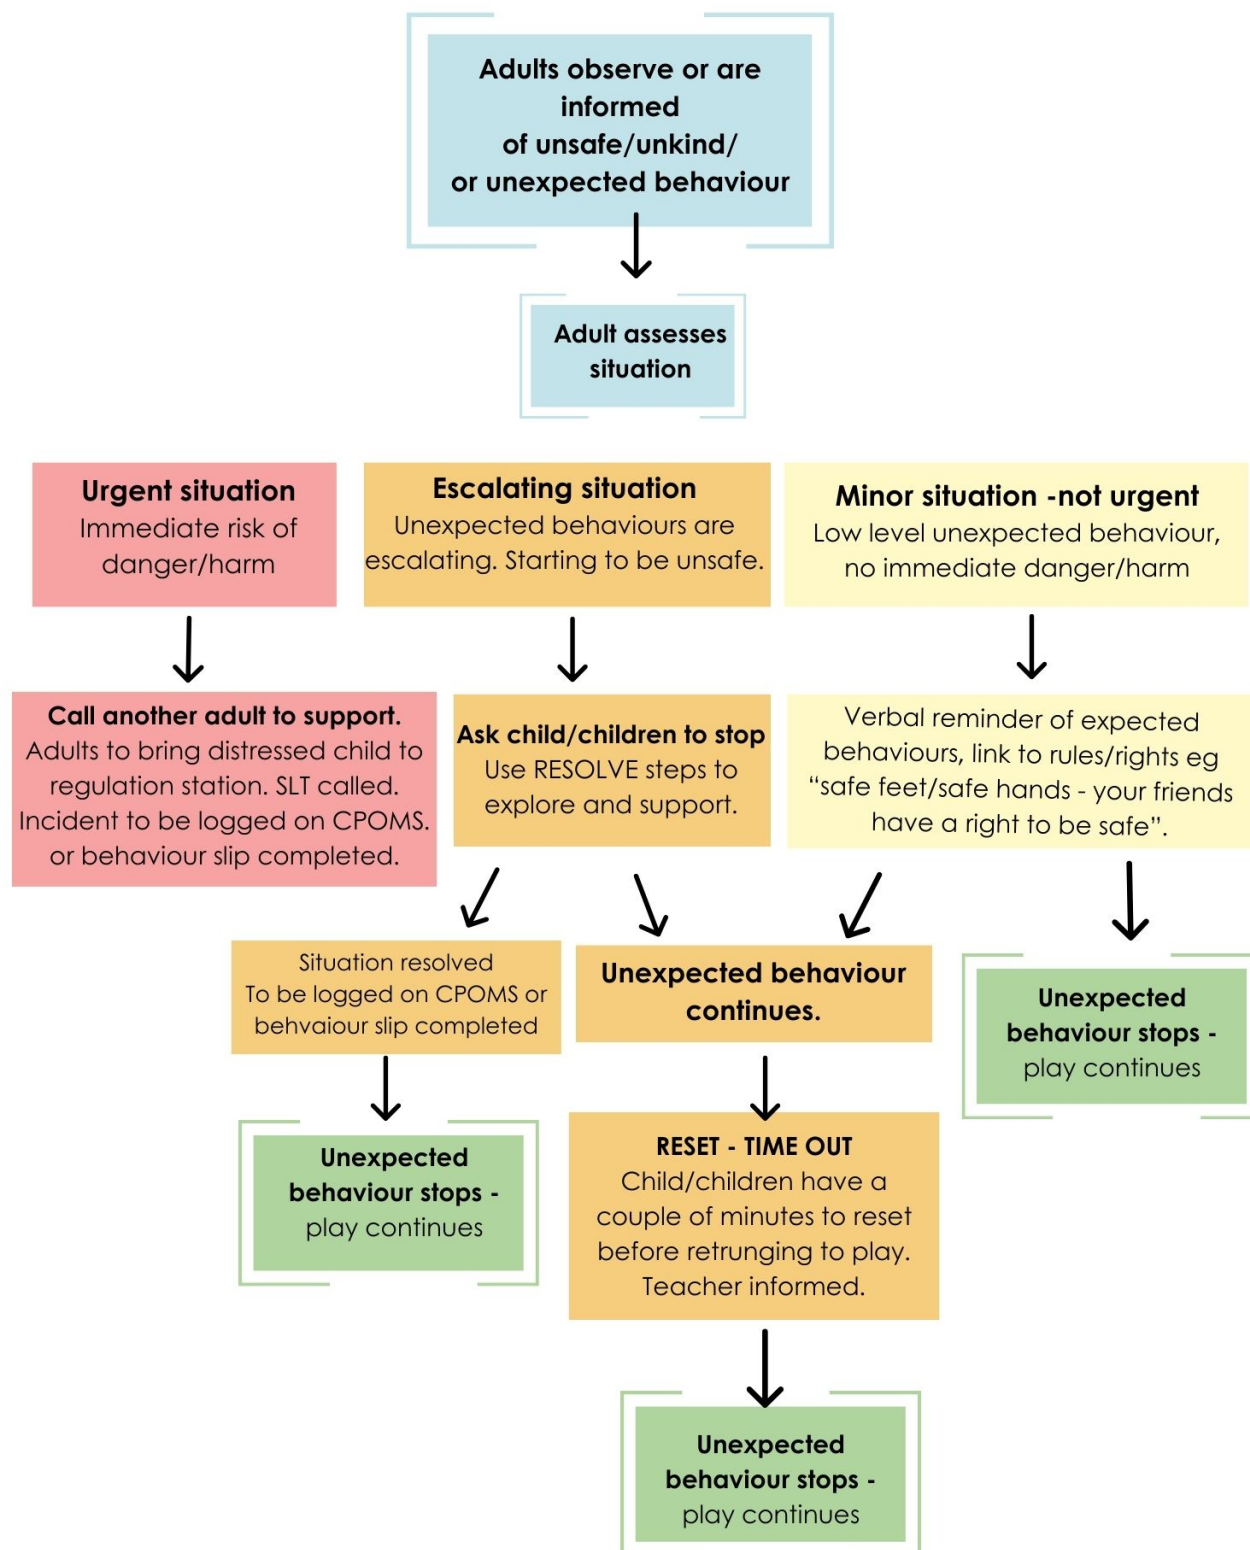 Adults observe or are
informed
of unsafe/unkind/
or unexpected behaviour
Adult assesses
situation
Urgent situation
Immediate risk of
danger/harm
Escalating situation
Unexpected behaviours are
escalating. Starting to be unsafe.
Minor situation -not urgent
Low level unexpected behaviour,
no immediate danger/harm
Call another adult to support.
Adults to bring distressed child to
regulation station. SLT called.
Incident to be logged on CPOMS.
or behaviour slip completed.
Ask child/children to stop
Use RESOLVE steps to
explore and support.
Verbal reminder of expected
behaviours, link to rules/rights eg
“safe feet/safe hands - your friends
have a right to be safe”.
Situation resolved
To be logged on CPOMS or
behvaiour slip completed
Unexpected behaviour
continues.
Unexpected
behaviour stops -
play continues
Unexpected
behaviour stops -
play continues
RESET - TIME OUT
Child/children have a
couple of minutes to reset
before retrunging to play.
Teacher informed.
Unexpected
behaviour stops -
play continues